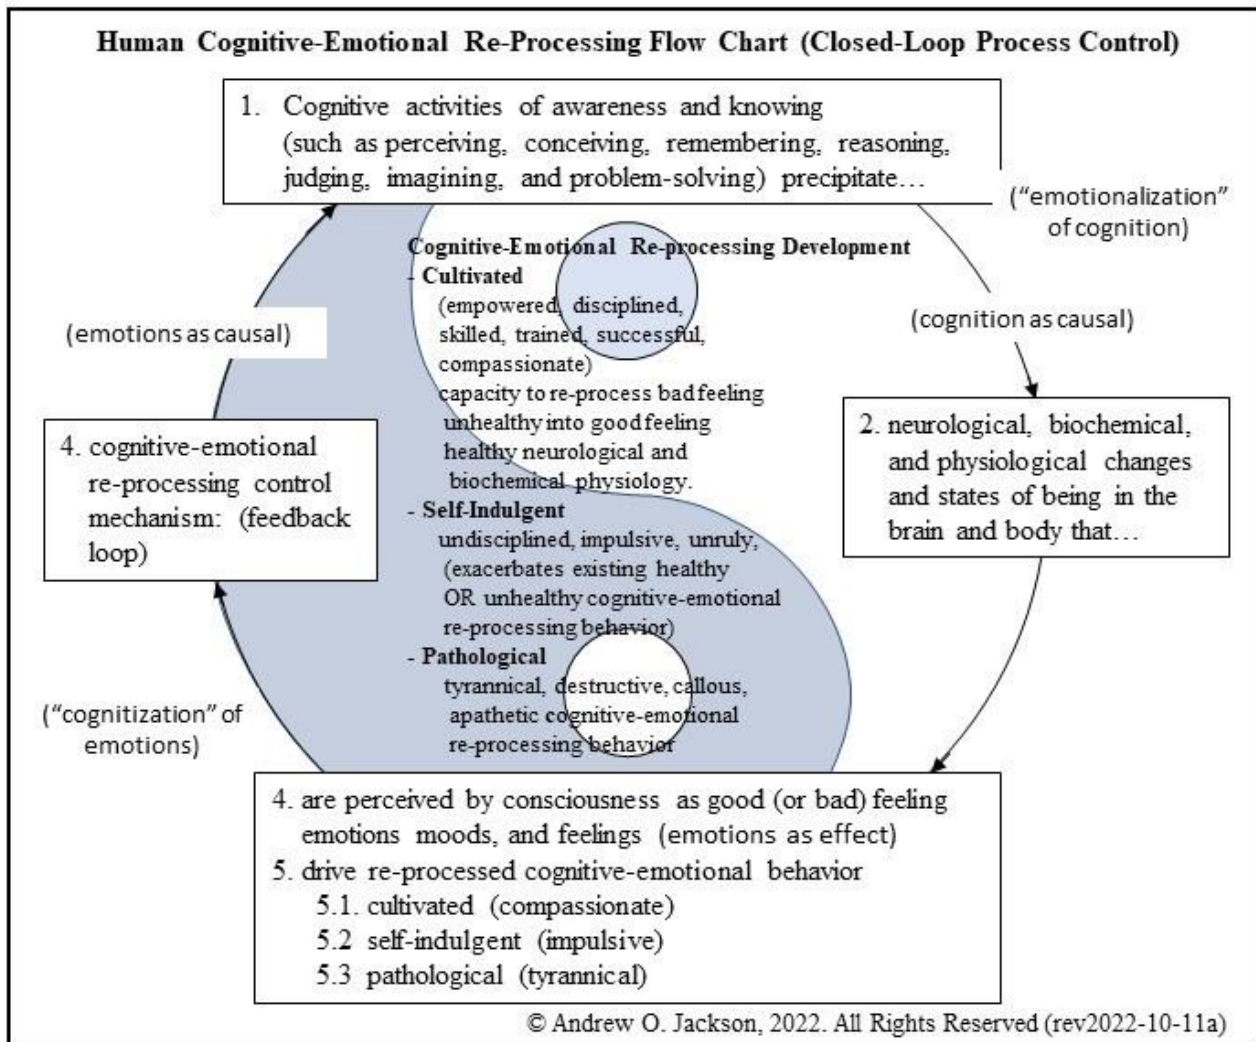 Human Cognitive-Emotional Re-Processing Flow Chart (Closed-Loop Process Control)
1. Cognitive activities of awareness and knowing
(such as perceiving, conceiving, remembering, reasoning,
judging, imagining, and problem-solving) precipitate…
("emotionalization"
of cognition)
(cognition as causal)
2. neurological, biochemical,
and physiological changes
and states of being in the
brain and body that…
Cognitive-Emotional Re-processing Development
- Cultivated
(empowered, disciplined,
skilled, trained, successful,
compassionate)
capacity to re-process bad feeling
unhealthy into good feeling
healthy neurological and
biochemical physiology.
- Self-Indulgent
undisciplined, impulsive, unruly,
(exacerbates existing healthy
OR unhealthy cognitive-emotional
re-processing behavior)
- Pathological
tyrannical, destructive, callous,
apathetic cognitive-emotional
re-processing behavior
4. are perceived by consciousness as good (or bad) feeling
emotions moods, and feelings (emotions as effect)
5. drive re-processed cognitive-emotional behavior
5.1. cultivated (compassionate)
5.2 self-indulgent (impulsive)
5.3 pathological (tyrannical)
("cognitization" of
emotions)
4. cognitive-emotional
re-processing control
mechanism: (feedback
loop)
(emotions as causal)
© Andrew O. Jackson, 2022. All Rights Reserved (rev2022-10-11a)